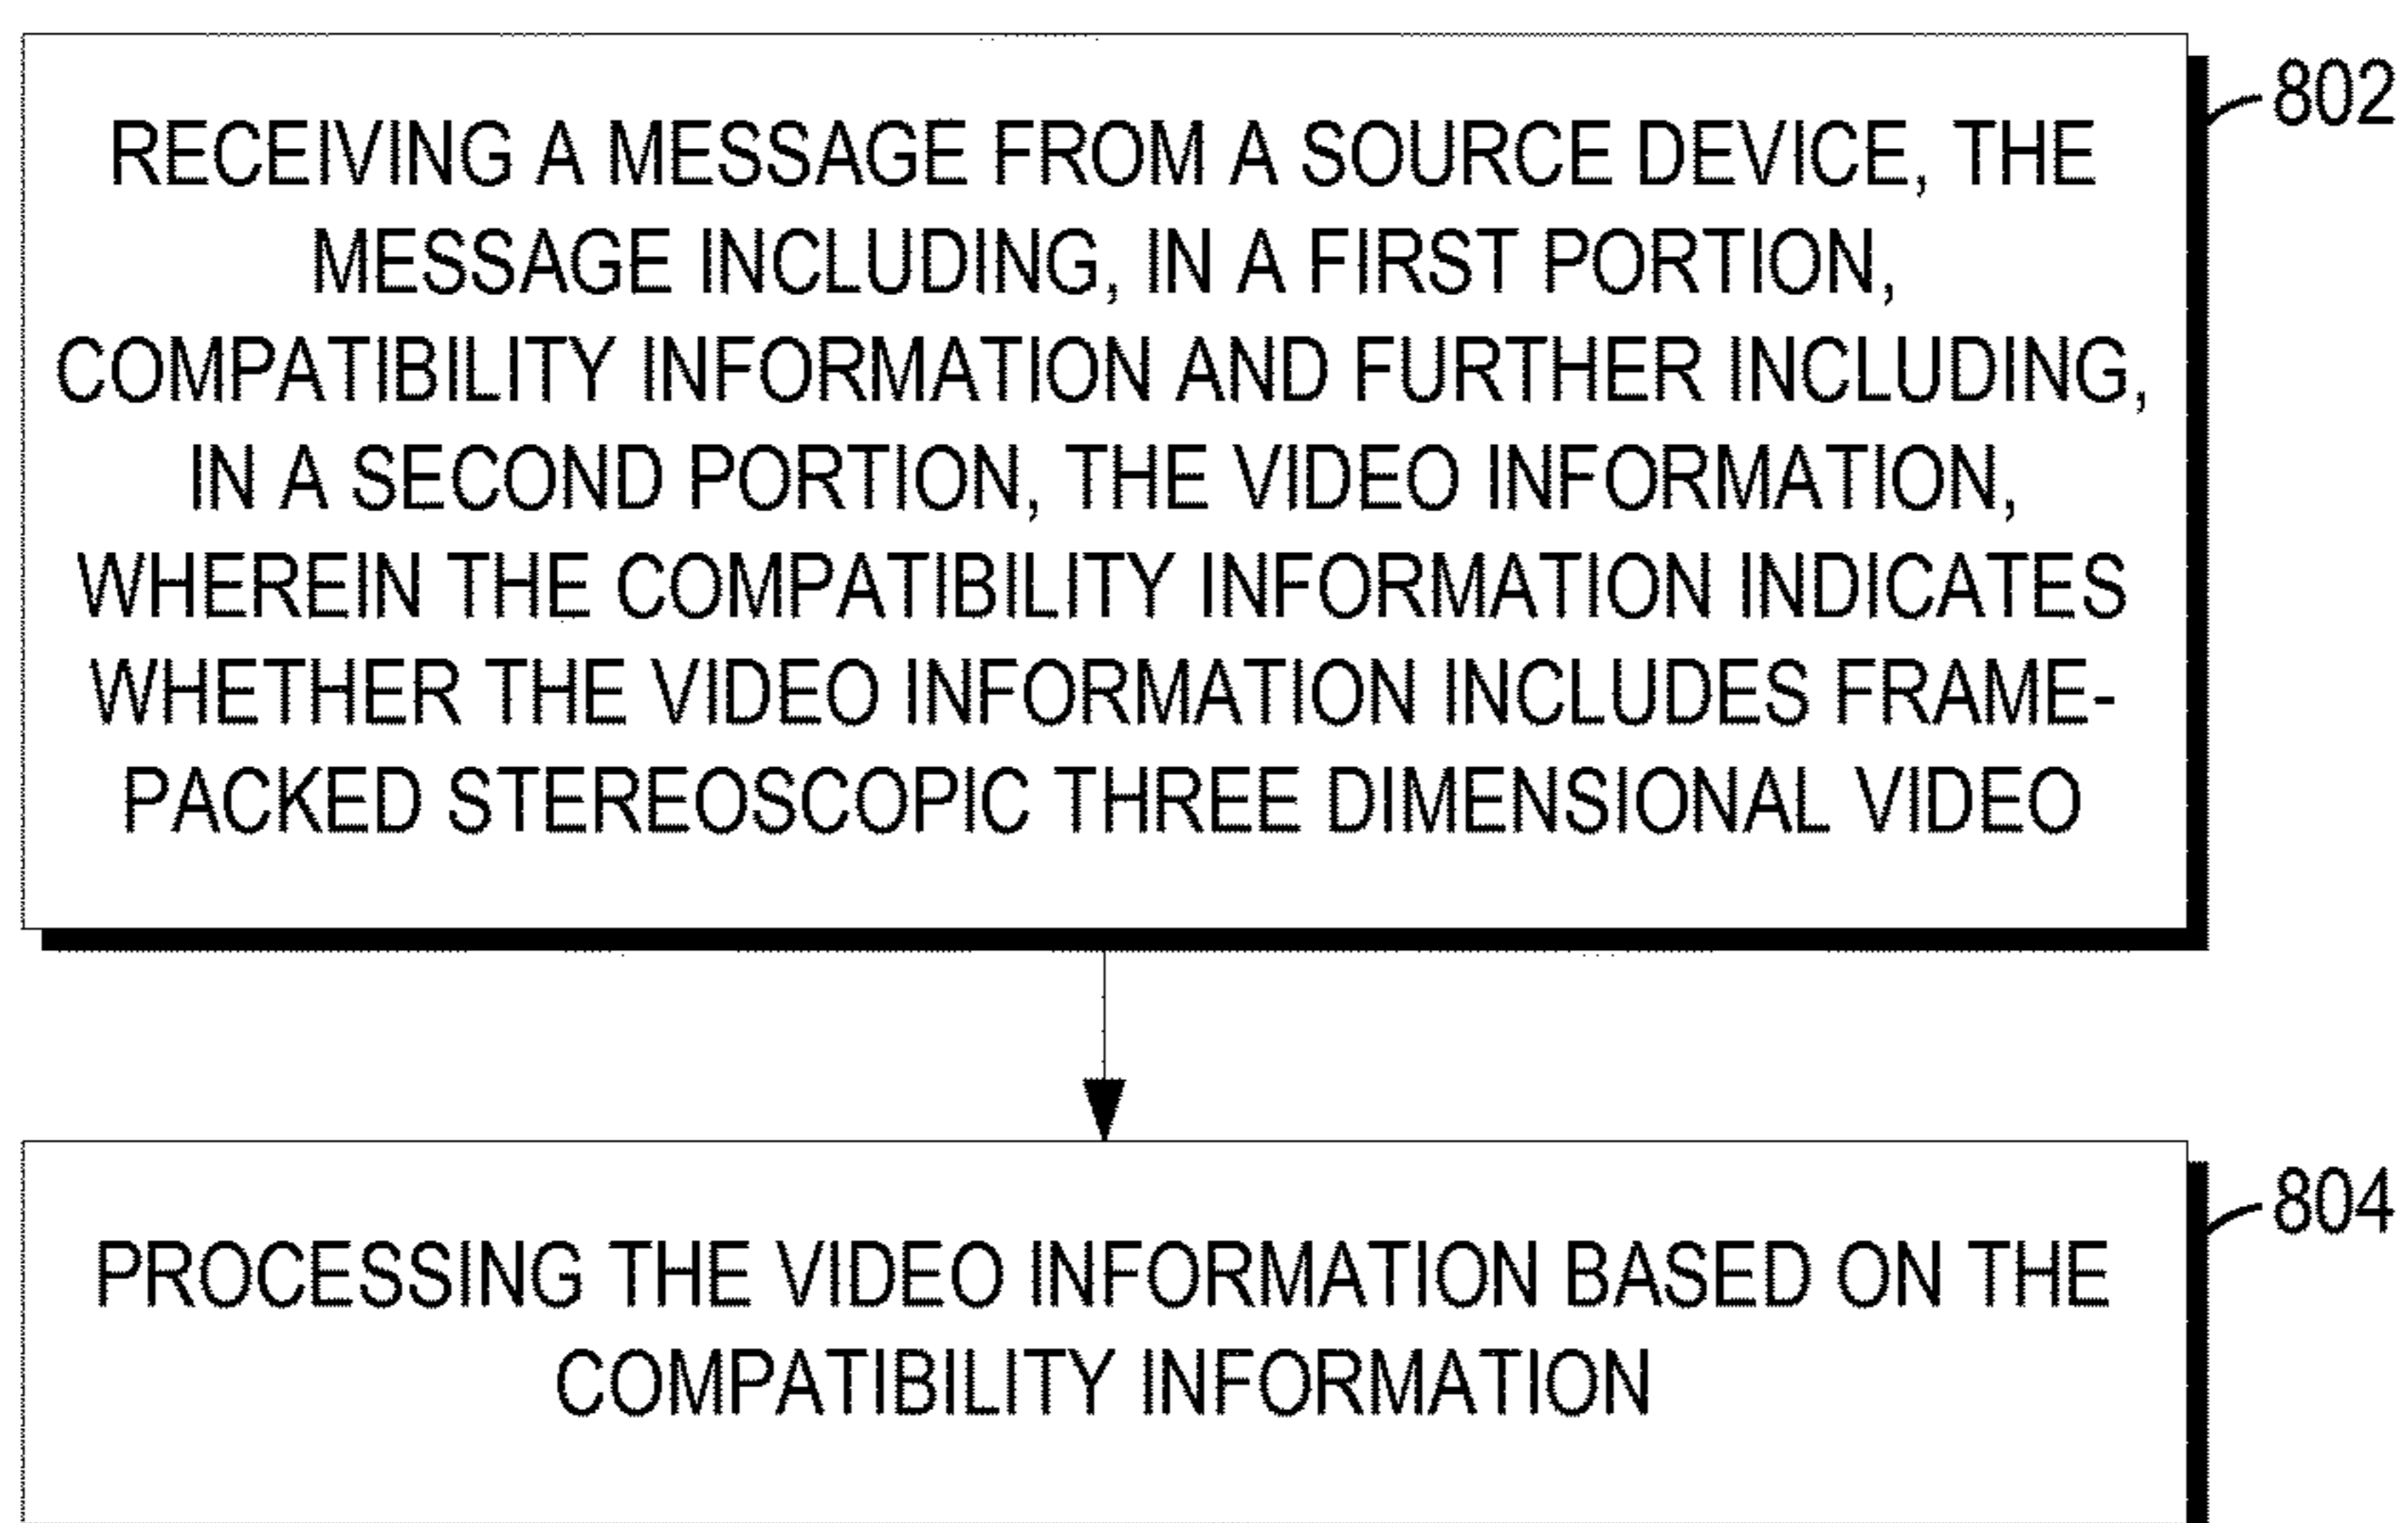 RECEIVING A MESSAGE FROM A SOURCE DEVICE, THE
MESSAGE INCLUDING, IN A FIRST PORTION,
COMPATIBILITY INFORMATION AND FURTHER INCLUDING,
IN A SECOND PORTION, THE VIDEO INFORMATION,
WHEREIN THE COMPATIBILITY INFORMATION INDICATES
WHETHER THE VIDEO INFORMATION INCLUDES FRAME-
PACKED STEREOSCOPIC THREE DIMENSIONAL VIDEO
802
PROCESSING THE VIDEO INFORMATION BASED ON THE
COMPATIBILITY INFORMATION
804